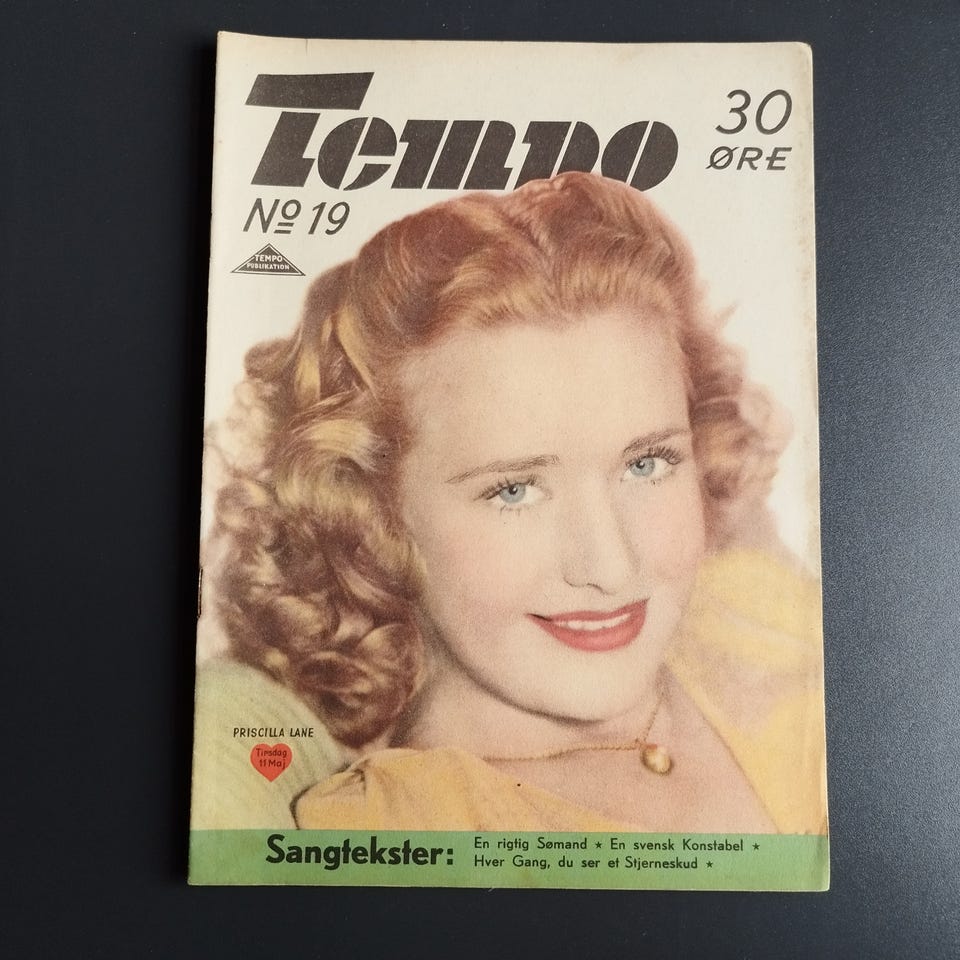 Tempo
30
ØRE
Nº 19
TEMPO
PUBLIKATION
PRISCILLA LANE
Tirsdag
11 Maj
Sangtekster:
En rigtig Sømand ★ En svensk Konstabel ★
Hver Gang, du ser et Stjerneskud ★